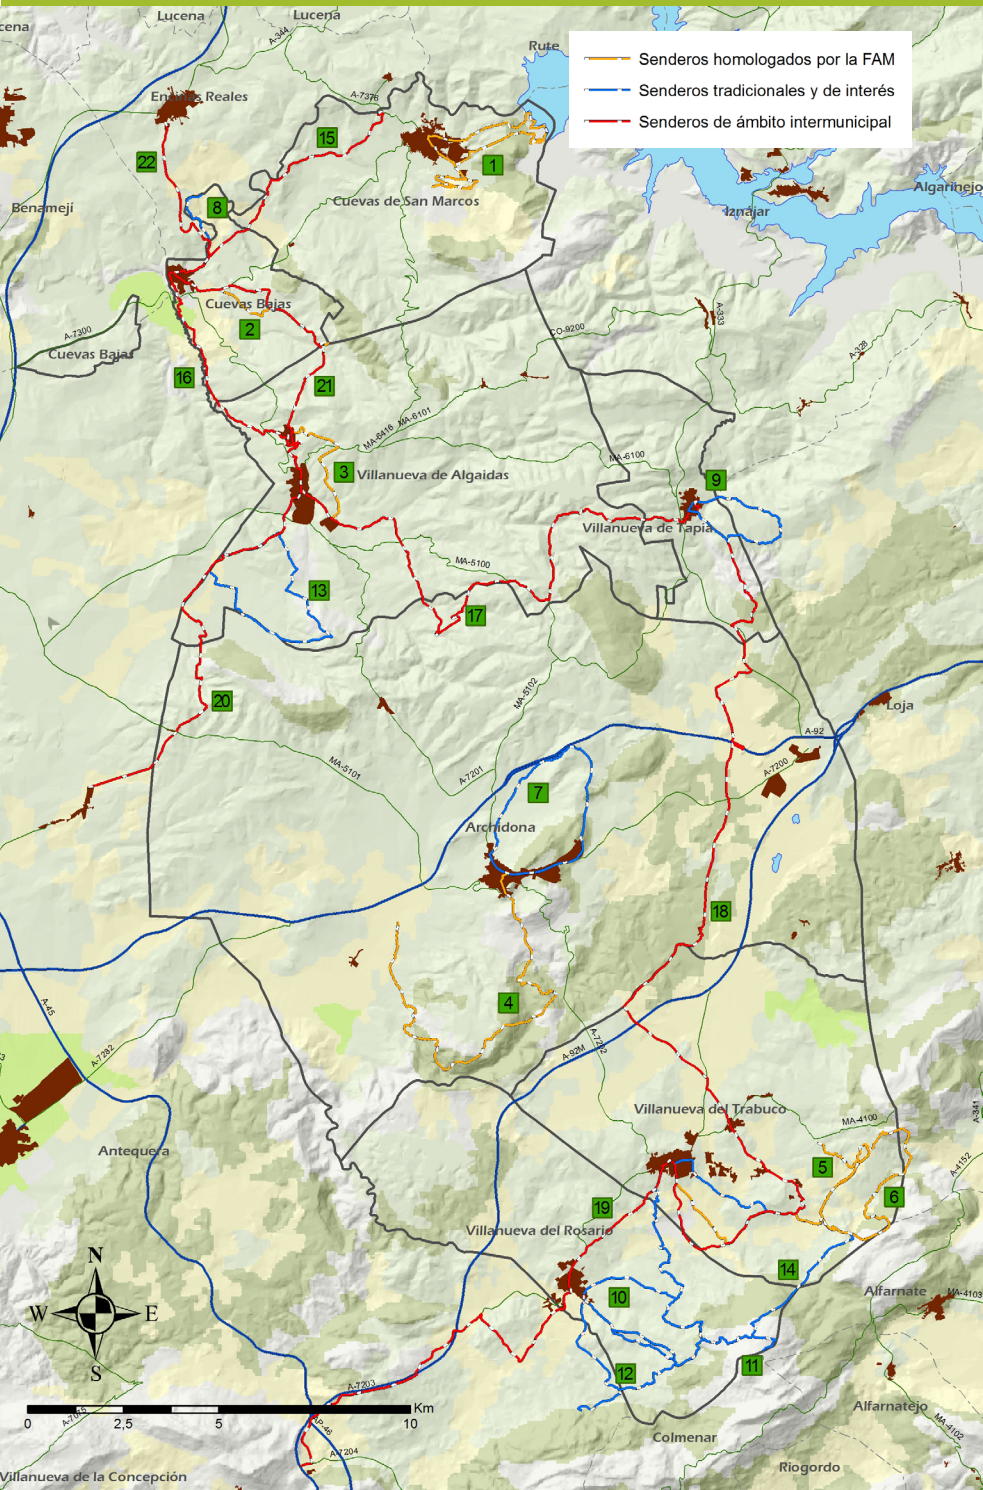 Lucena
Lucena
cena
Rute
A-344
Senderos homologados por la FAM
Senderos tradicionales y de interés
Senderos de ámbito intermunicipal
Encinas Reales
A-7376
15
22
1
Algarinejo
8
Cuevas de San Marcos
Benamejí
Iznájar
Cuevas Bajas
A-333
2
A-7300
CO-9200
Cuevas Bajas
A-328
16
21
MA-6416
MA-6101
MA-6100
3
Villanueva de Algaidas
9
Villanueva de Tapia
MA-5100
13
17
20
MA-5102
Loja
A-92
MA-5101
A-7201
A-7200
7
Archidona
18
4
A-45
A-7282
A-7202
A-92M
Villanueva del Trabuco
MA-4100
A-341
Antequera
5
A-4152
6
19
Villanueva del Rosario
N
14
Alfarnate
MA-4103
10
W
E
11
S
12
A-7203
Km
0
2,5
5
10
A-7075
AP-46
Alfarnatejo
MA-4102
Colmenar
A-7204
Riogordo
Villanueva de la Concepción